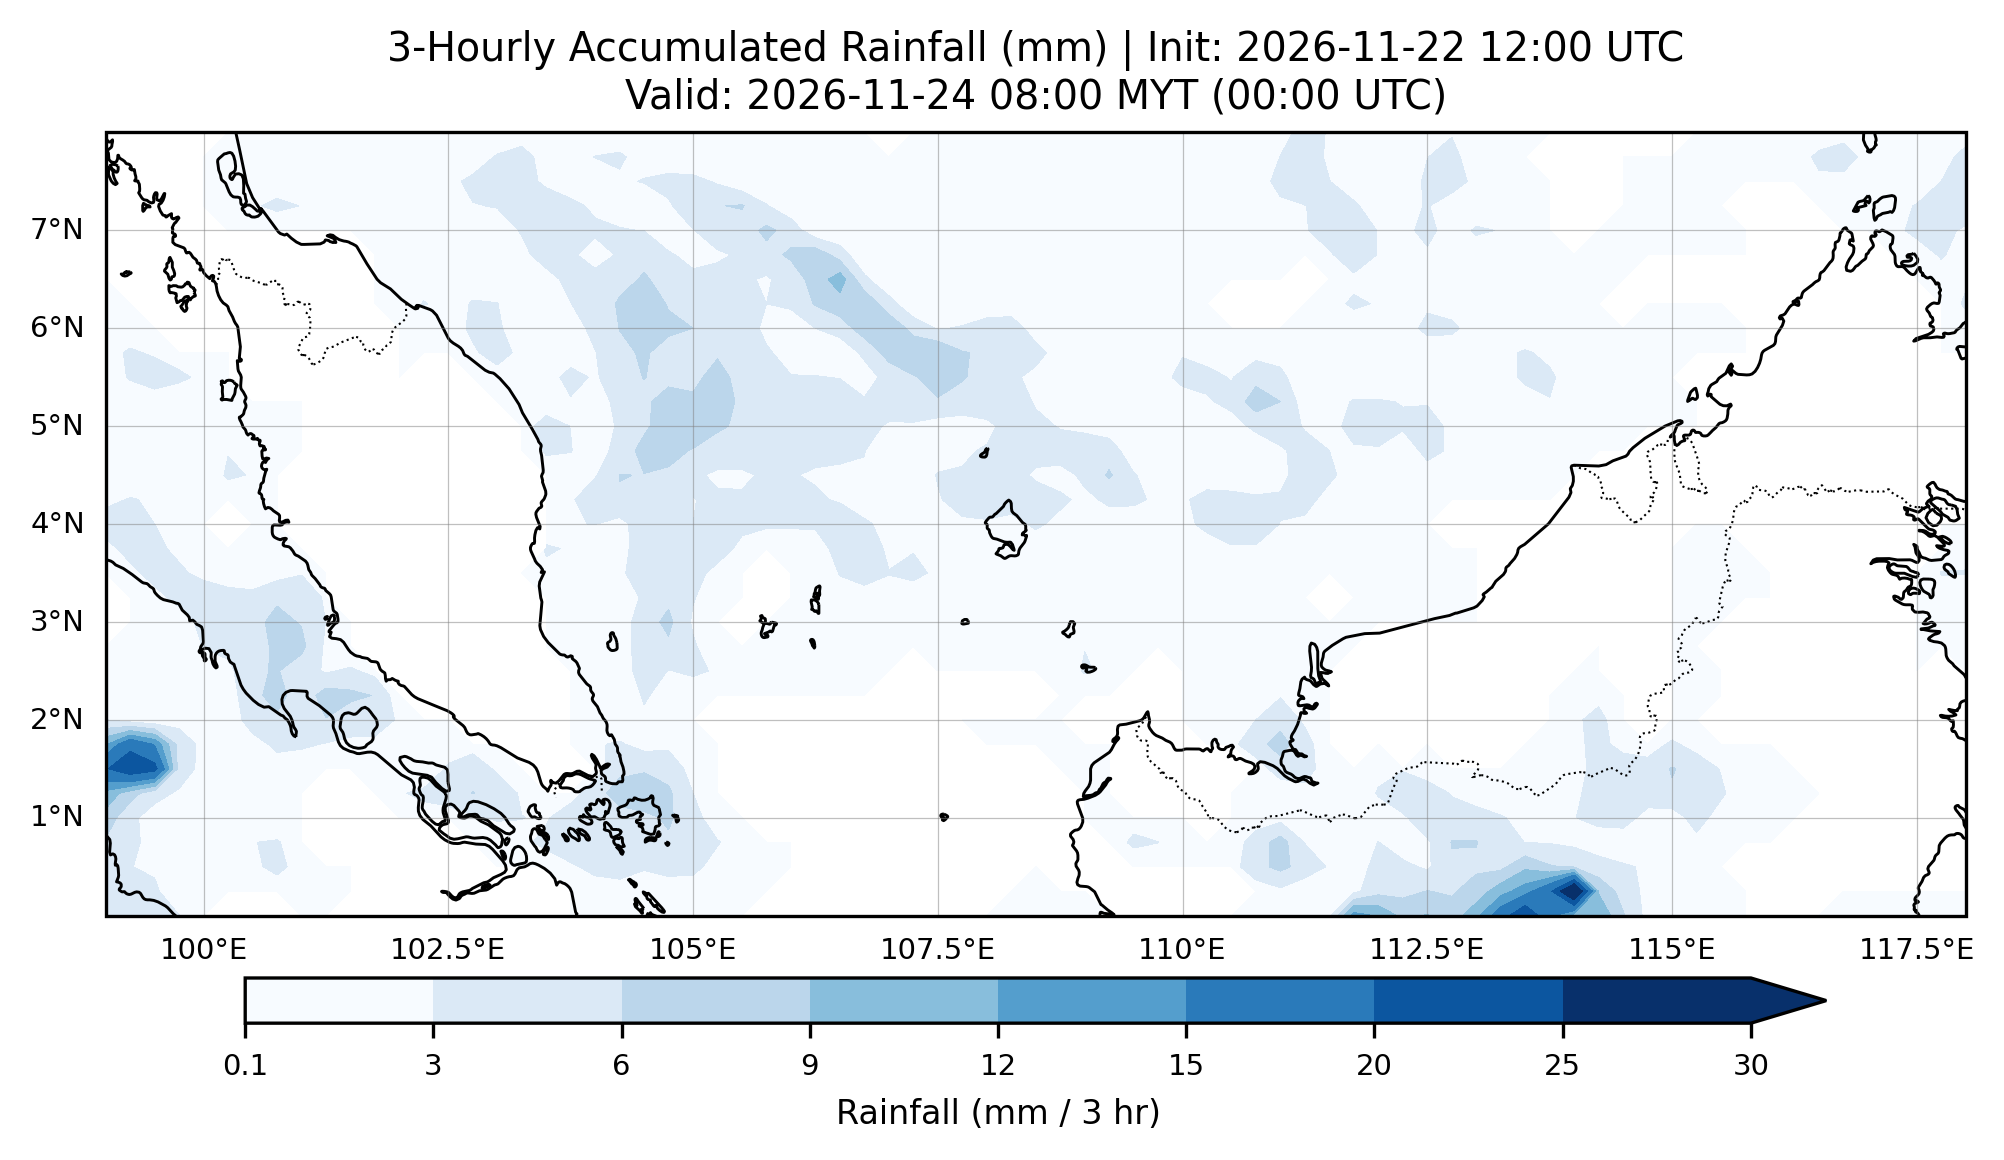 3-Hourly Accumulated Rainfall (mm) | Init: 2026-11-22 12:00 UTC
Valid: 2026-11-24 08:00 MYT (00:00 UTC)
7°N
6°N
5°N
4°N
3°N
2°N
1°N
100°E 102.5°E 105°E 107.5°E 110°E 112.5°E 115°E 117.5°E
0.1 3 6 9 12 15 20 25 30
Rainfall (mm / 3 hr)